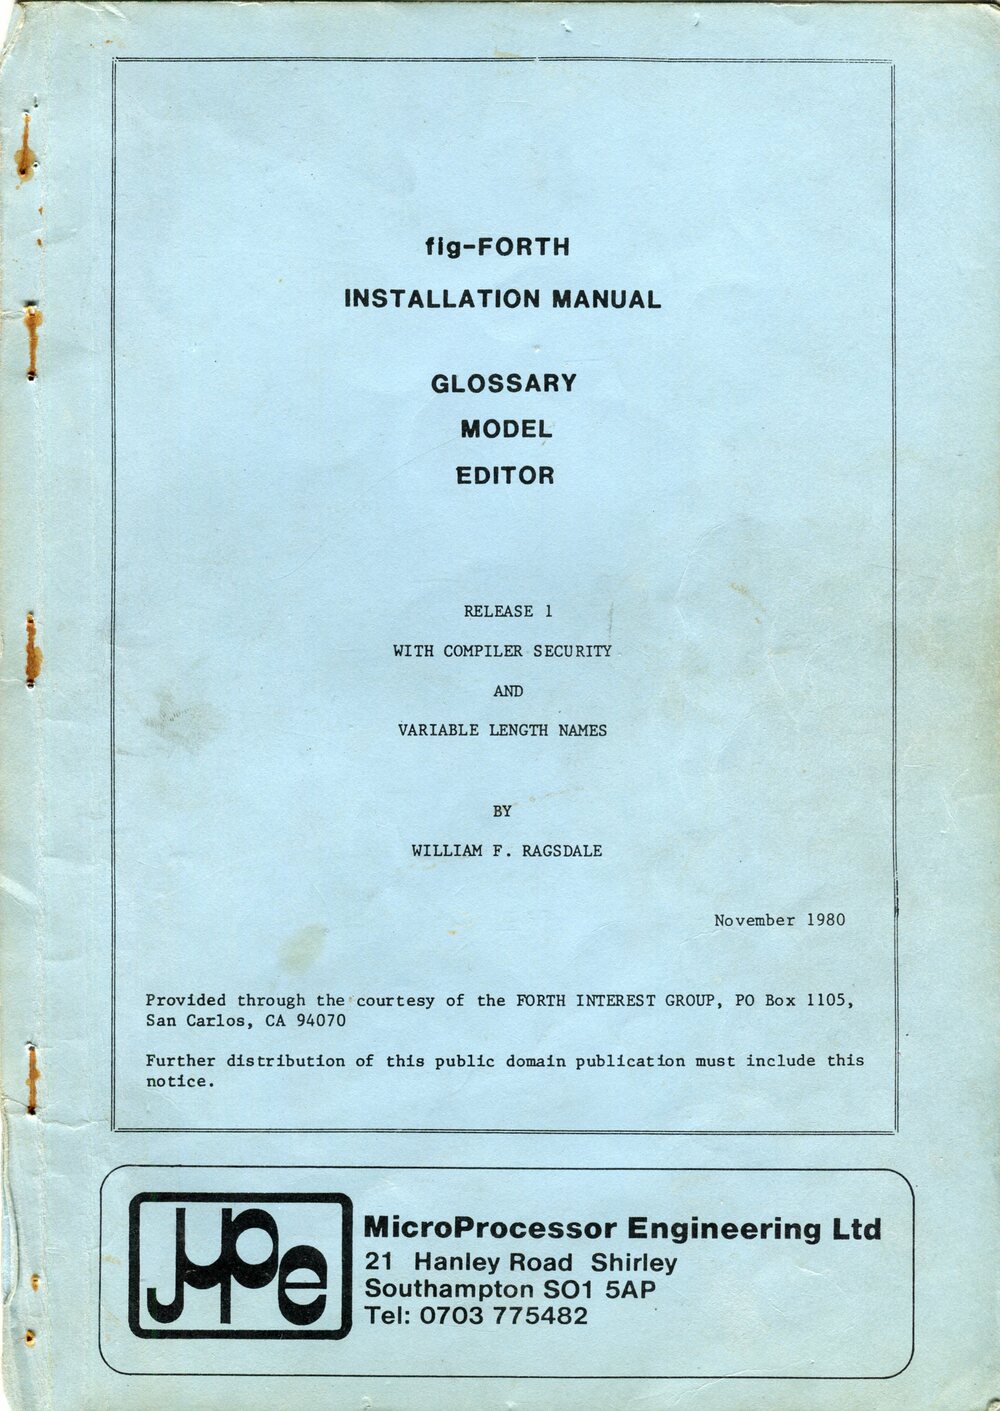 fig-FORTH
INSTALLATION MANUAL
GLOSSARY
MODEL
EDITOR
RELEASE 1
WITH COMPILER SECURITY
AND
VARIABLE LENGTH NAMES
BY
WILLIAM F. RAGSDALE
November 1980
Provided through the courtesy of the FORTH INTEREST GROUP, PO Box 1105,
San Carlos, CA 94070
Further distribution of this public domain publication must include this
notice.
μpe
MicroProcessor Engineering Ltd
21 Hanley Road Shirley
Southampton SO1 5AP
Tel: 0703 775482